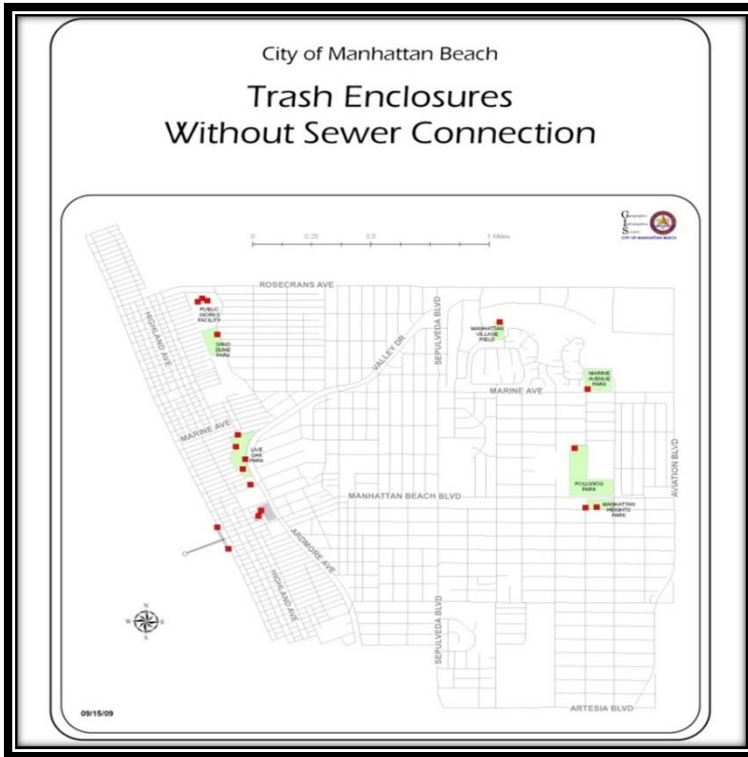 City of Manhattan Beach
Trash Enclosures
Without Sewer Connection
0 0.25 0.5 1 Miles
Geographic
Information
System
CITY OF MANHATTAN BEACH
ROSECRANS AVE
PUBLIC
WORKS
FACILITY
HIGHLAND AVE
SAND
DUNE
PARK
VALLEY DR
SEPULVEDA BLVD
MANHATTAN
VILLAGE
FIELD
MARINE
AVENUE
PARK
MARINE AVE
MARINE AVE
LIVE
OAK
PARK
AVIATION BLVD
POLLIWOG
PARK
MANHATTAN BEACH BLVD
MANHATTAN
HEIGHTS
PARK
ARDMORE AVE
HIGHLAND AVE
SEPULVEDA BLVD
N
W E
S
09/15/09
ARTESIA BLVD